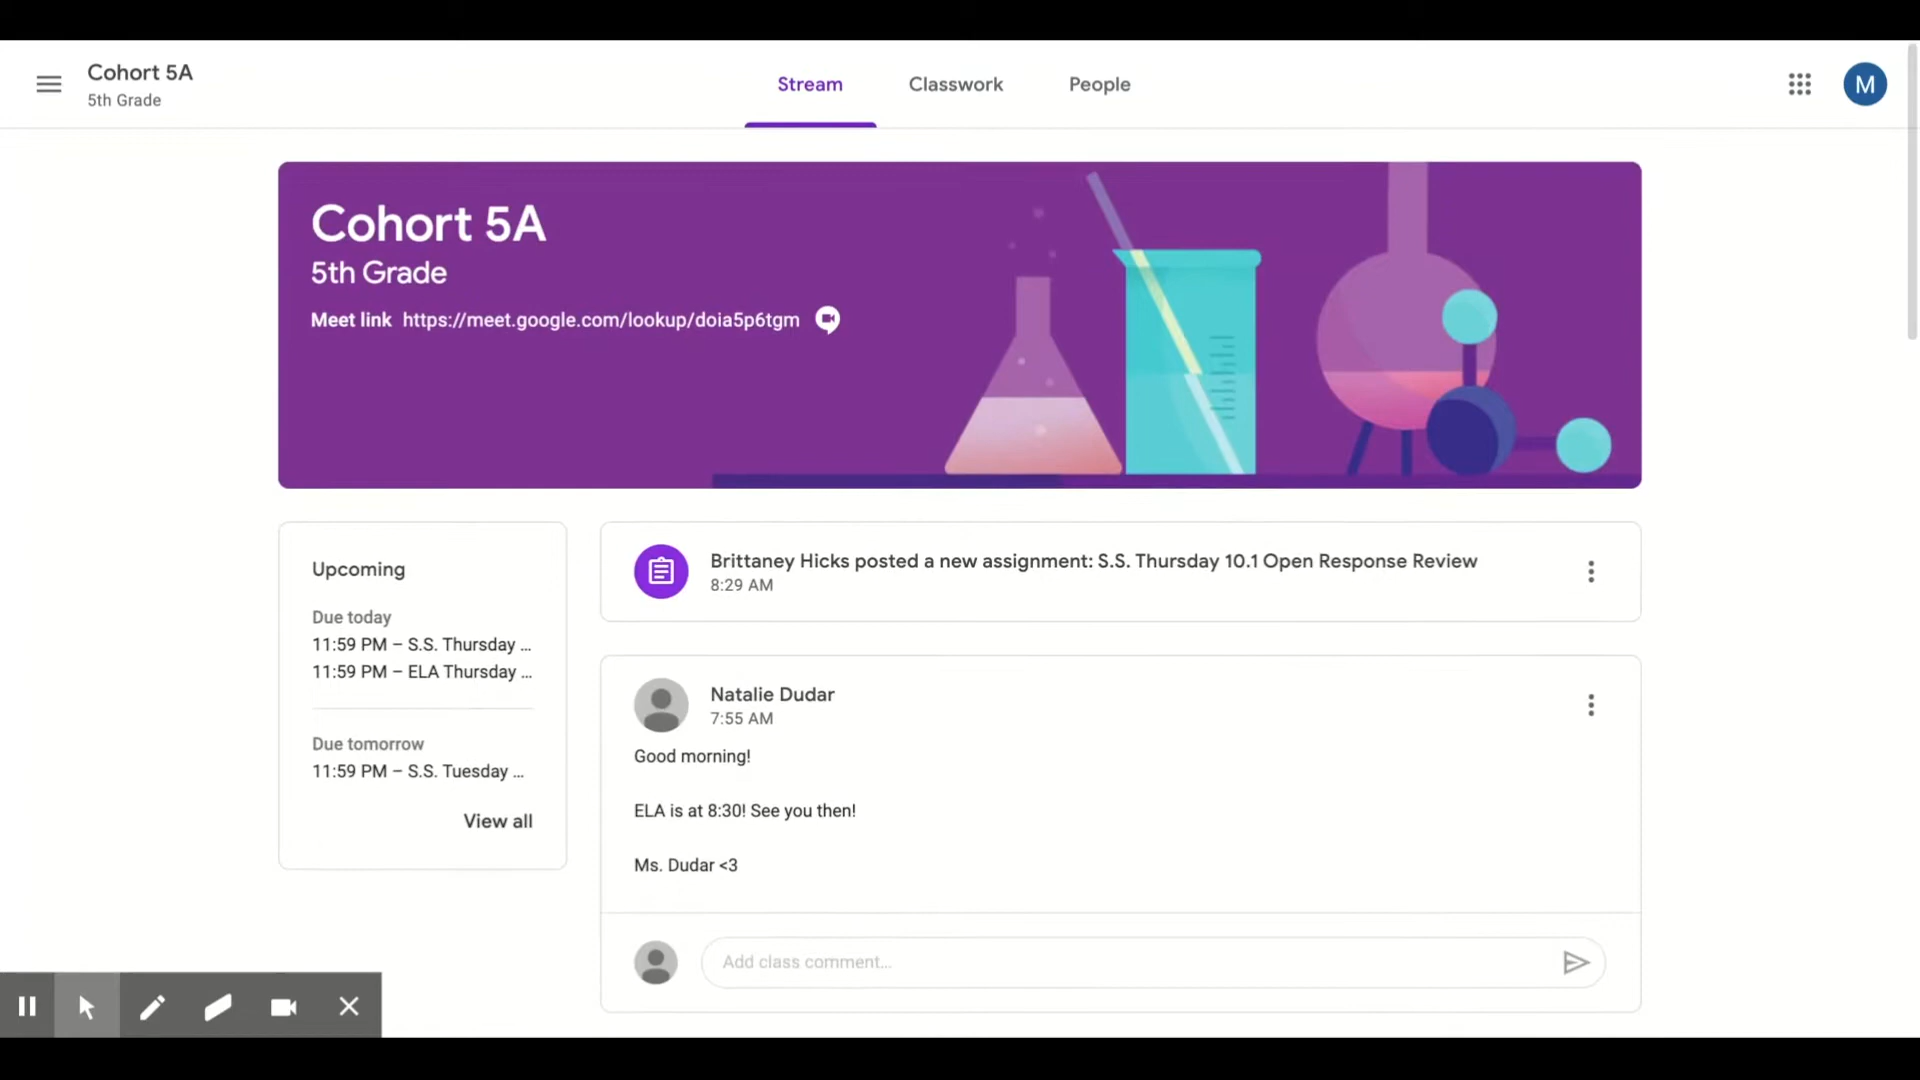 Cohort 5A
5th Grade
Stream
Classwork
People
M
Cohort 5A
5th Grade
Meet link https://meet.google.com/lookup/doia5p6tgm
Upcoming
Due today
11:59 PM – S.S. Thursday ...
11:59 PM – ELA Thursday ...
Due tomorrow
11:59 PM – S.S. Tuesday ...
View all
Brittaney Hicks posted a new assignment: S.S. Thursday 10.1 Open Response Review
8:29 AM
Natalie Dudar
7:55 AM
Good morning!
ELA is at 8:30! See you then!
Ms. Dudar <3
Add class comment...